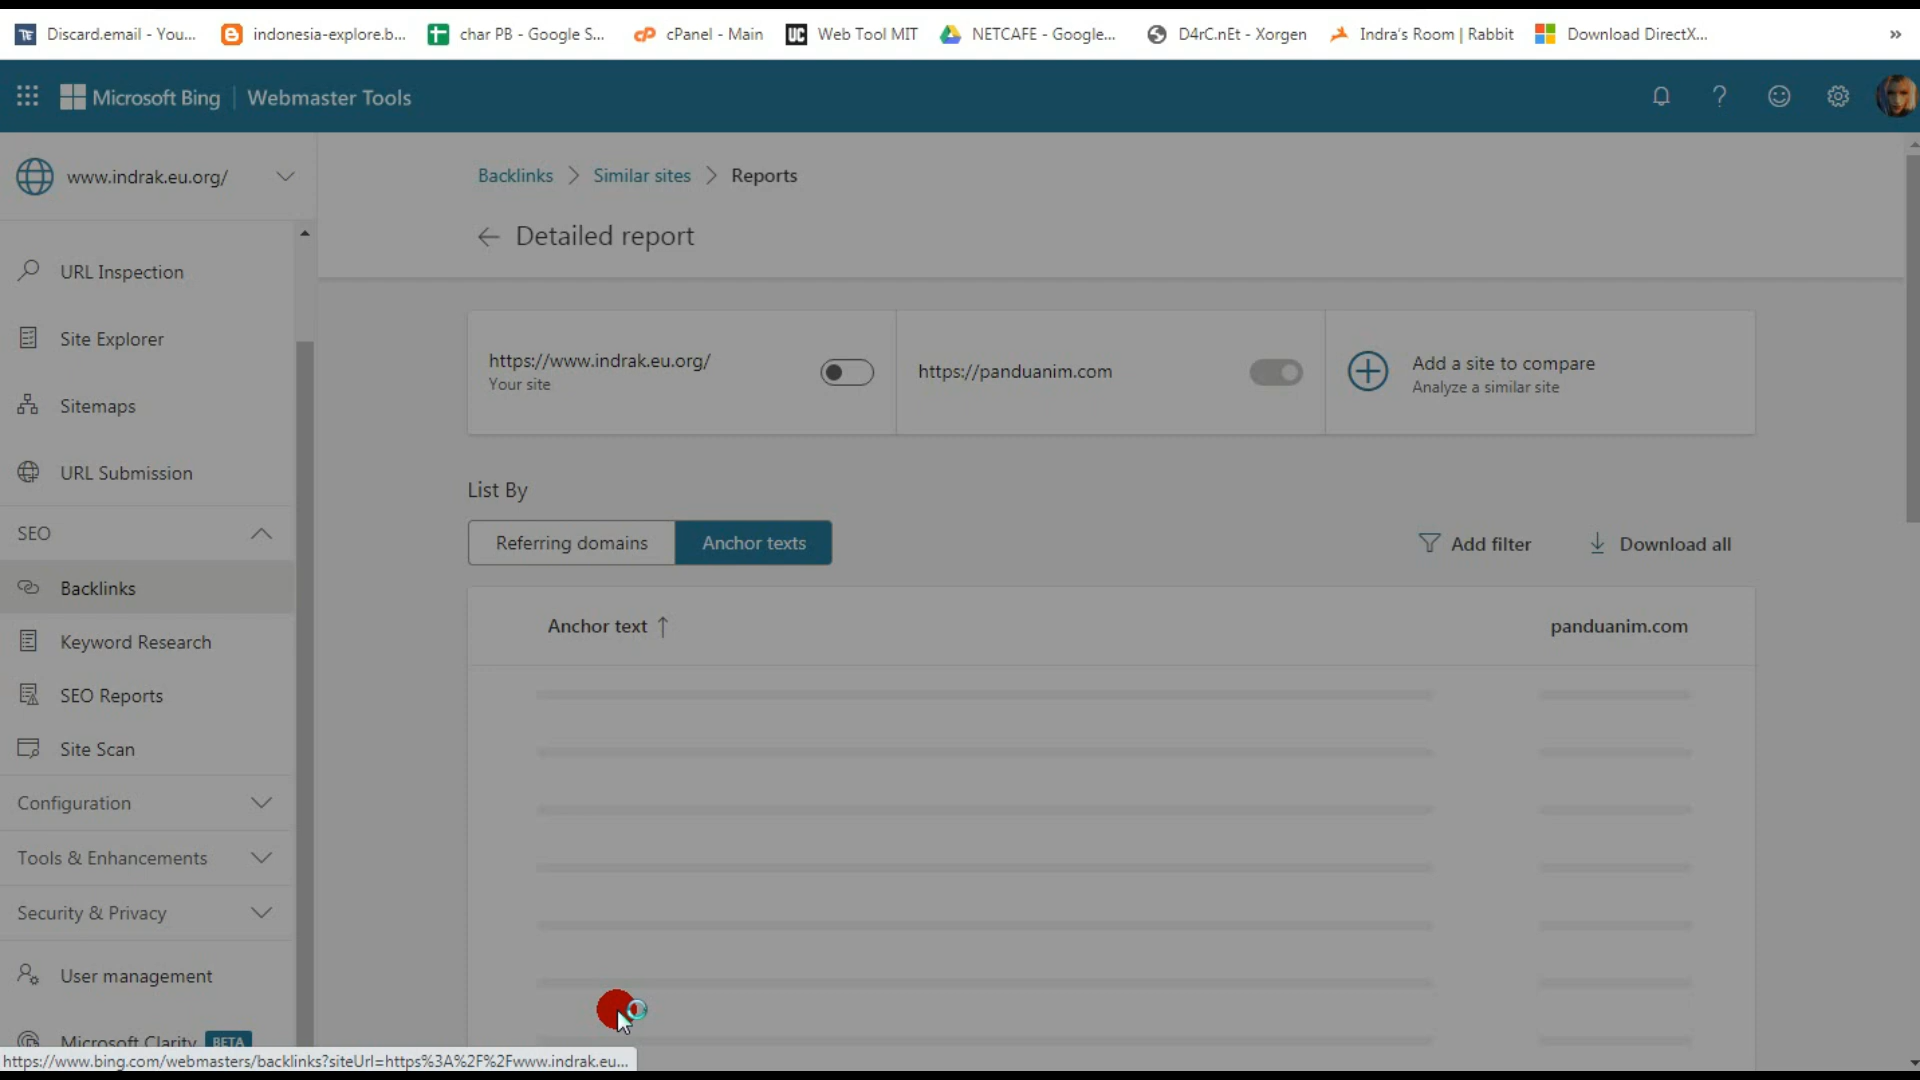 Discard.email - You... indonesia-explore.b... char PB - Google S... cPanel - Main Web Tool MIT NETCAFE - Google... D4rC.nEt - Xorgen Indra's Room | Rabbit Download DirectX... »
Microsoft Bing | Webmaster Tools
www.indrak.eu.org/
URL Inspection
Site Explorer
Sitemaps
URL Submission
SEO
Backlinks
Keyword Research
SEO Reports
Site Scan
Configuration
Tools & Enhancements
Security & Privacy
User management
Microsoft Clarity BETA
Backlinks > Similar sites > Reports
Detailed report
https://www.indrak.eu.org/
Your site
https://panduanim.com
Add a site to compare
Analyze a similar site
List By
Referring domains Anchor texts
Add filter Download all
Anchor text ↑ panduanim.com
https://www.bing.com/webmasters/backlinks?siteUrl=https%3A%2F%2Fwww.indrak.eu...